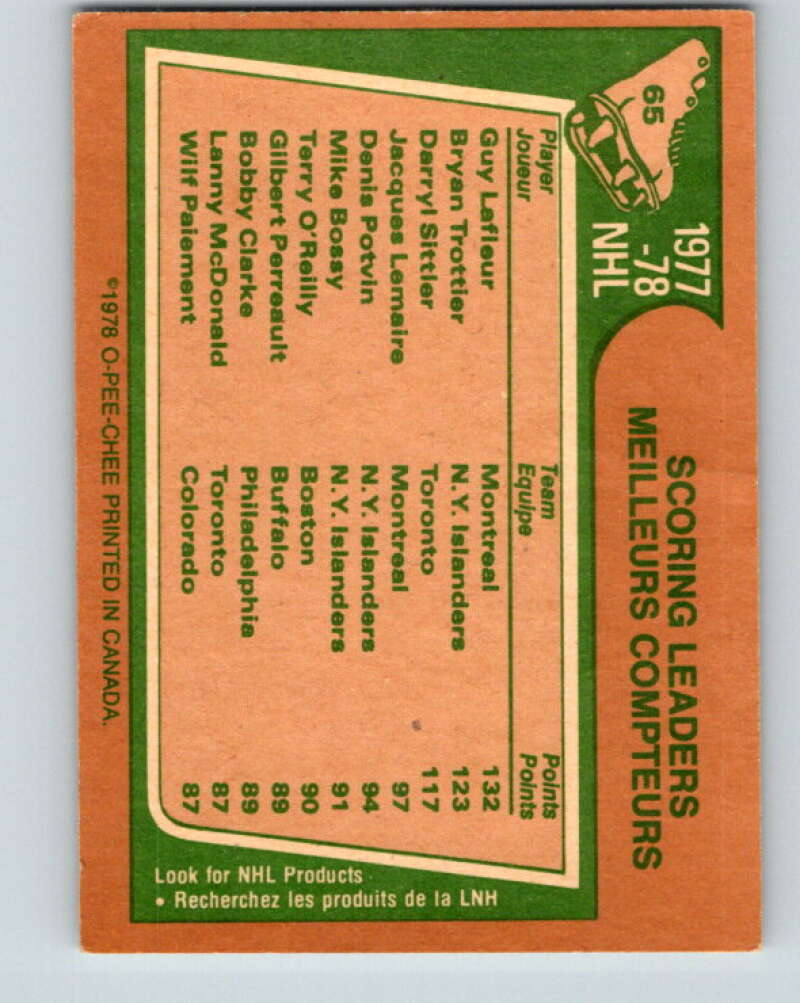 65
1977
-78
NHL
SCORING LEADERS
MEILLEURS COMPTEURS
Player Team Points
Joueur Equipe Points
Guy Lafleur Montreal 132
Bryan Trottier N.Y. Islanders 123
Darryl Sittler Toronto 117
Jacques Lemaire Montreal 97
Denis Potvin N.Y. Islanders 94
Mike Bossy N.Y. Islanders 91
Terry O'Reilly Boston 90
Gilbert Perreault Buffalo 89
Bobby Clarke Philadelphia 89
Lanny McDonald Toronto 87
Wilf Paiement Colorado 87
©1978 O-PEE-CHEE PRINTED IN CANADA.
Look for NHL Products
• Recherchez les produits de la LNH